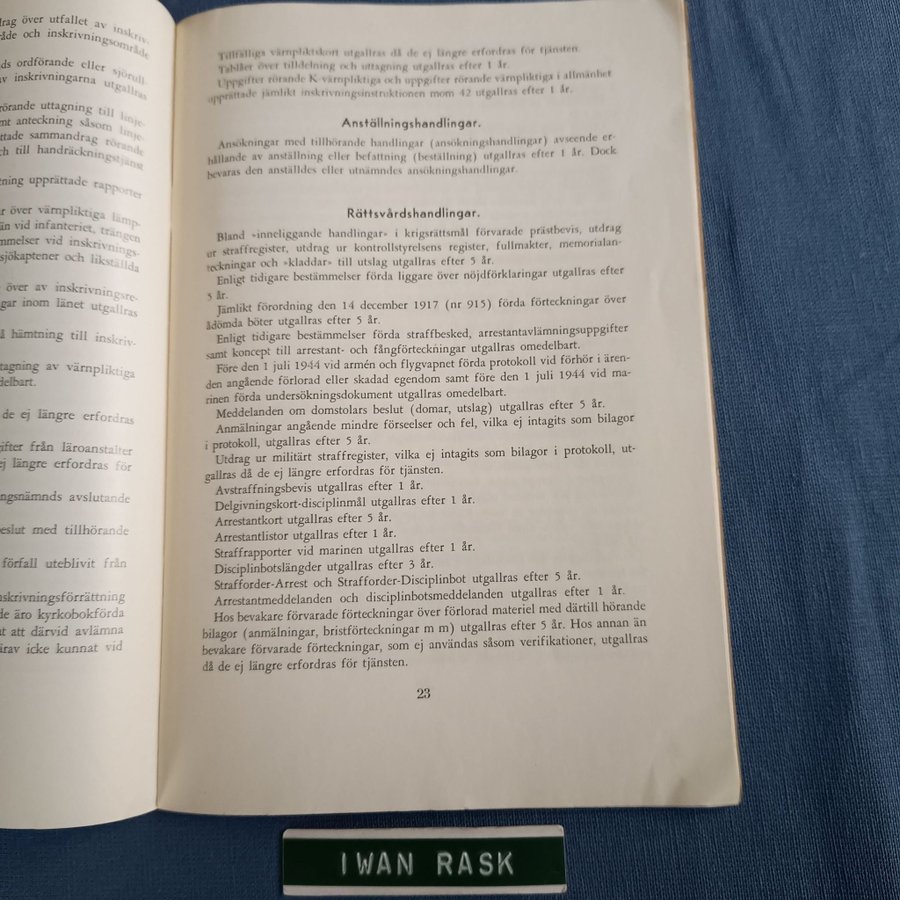 rag över utfallet av inskriv-
råde och inskrivningsområde
ds ordförande eller sjörull-
av inskrivningarna utgallras
rörande uttagning till linje-
mt anteckning såsom linje-
ttade sammandrag rörande
ch till handräckningstjänst
ning upprättade rapporter
r över värnpliktiga lämp-
än vid infanteriet, trängen
mmelser vid inskrivnings-
sjökaptener och likställda
över av inskrivningsre-
gar inom länet utgallras
å hämtning till inskriv-
tagning av värnpliktiga
delbart.
de ej längre erfordras
ifter från läroanstalter
ej längre erfordras för
ngsnämnds avslutande
eslut med tillhörande
förfall uteblivit från
nskrivningsförrättning
de äro kyrkobokförda
t att därvid avlämna
ärav icke kunnat vid
Tillfälliga värnpliktskort utgallras då de ej längre erfordros för tjänsten.
Tablåer över tilldelning och uttagning utgallras efter 1 år.
Uppgifter rörande K-värnpliktiga och uppgifter rörande värnpliktiga i allmänhet
upprättade jämlikt inskrivningsinstruktionen mom 42 utgallras efter 1 år.
Anställningshandlingar.
Ansökningar med tillhörande handlingar (ansökningshandlingar) avseende er-
hållande av anställning eller befattning (beställning) utgallras efter 1 år. Dock
bevaras den anställdes eller utnämndes ansökningshandlingar.
Rättsvårdshandlingar.
Bland »inneliggande handlingar» i krigsrättsmål förvarade prästbevis, utdrag
ur straffregister, utdrag ur kontrollstyrelsens register, fullmakter, memorialan-
teckningar och »kladdar» till utslag utgallras efter 5 år.
Enligt tidigare bestämmelser förda liggare över nöjdförklaringar utgallras efter
5 år.
Jämlikt förordning den 14 december 1917 (nr 915) förda förteckningar över
ådömda böter utgallras efter 5 år.
Enligt tidigare bestämmelser förda straffbesked, arrestantavlämningsuppgifter
samt koncept till arrestant- och fångförteckningar utgallras omedelbart.
Före den 1 juli 1944 vid armén och flygvapnet förda protokoll vid förhör i ären-
den angående förlorad eller skadad egendom samt före den 1 juli 1944 vid ma-
rinen förda undersökningsdokument utgallras omedelbart.
Meddelanden om domstolars beslut (domar, utslag) utgallras efter 5 år.
Anmälningar angående mindre förseelser och fel, vilka ej intagits som bilagor
i protokoll, utgallras efter 5 år.
Utdrag ur militärt straffregister, vilka ej intagits som bilagor i protokoll, ut-
gallras då de ej längre erfordras för tjänsten.
Avstraffningsbevis utgallras efter 1 år.
Delgivningskort-disciplinmål utgallras efter 1 år.
Arrestantkort utgallras efter 5 år.
Arrestantlistor utgallras efter 1 år.
Straffrapporter vid marinen utgallras efter 1 år.
Disciplinbotslängder utgallras efter 3 år.
Strafforder-Arrest och Strafforder-Disciplinbot utgallras efter 5 år.
Arrestantmeddelanden och disciplinbotsmeddelanden utgallras efter 1 år.
Hos bevakare förvarade förteckningar över förlorad materiel med därtill hörande
bilagor (anmälningar, bristförteckningar m m) utgallras efter 5 år. Hos annan än
bevakare förvarade förteckningar, som ej användas såsom verifikationer, utgallras
då de ej längre erfordras för tjänsten.
23
IWAN RASK